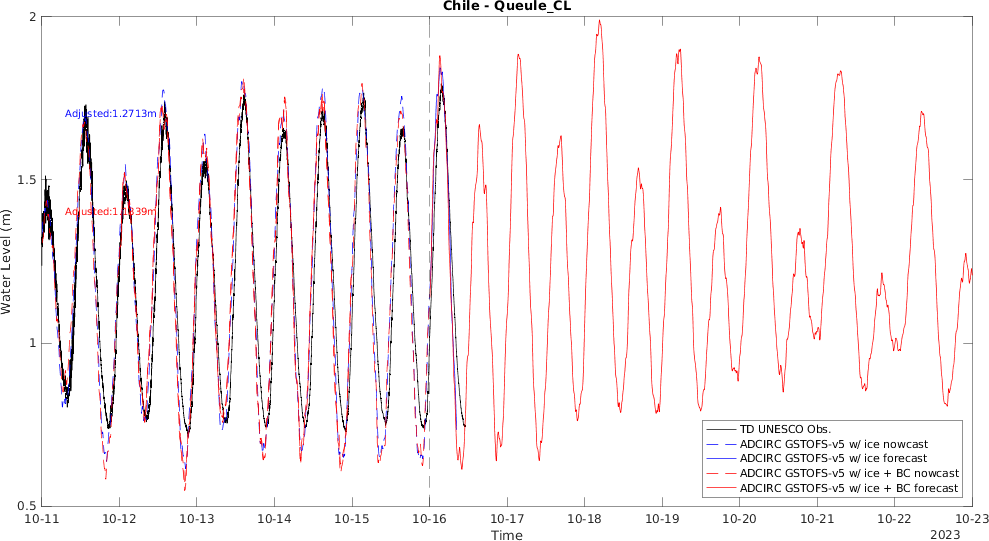 Chile - Queule_CL
2
1.5
1
0.5
Water Level (m)
Adjusted:1.2713m
10-11 10-12 10-13 10-14 10-15 10-16 10-17 10-18 10-19 10-20 10-21 10-22 10-23
Time
2023
TD UNESCO Obs.
ADCIRC GSTOFS-v5 w/ ice nowcast
ADCIRC GSTOFS-v5 w/ ice forecast
ADCIRC GSTOFS-v5 w/ ice + BC nowcast
ADCIRC GSTOFS-v5 w/ ice + BC forecast